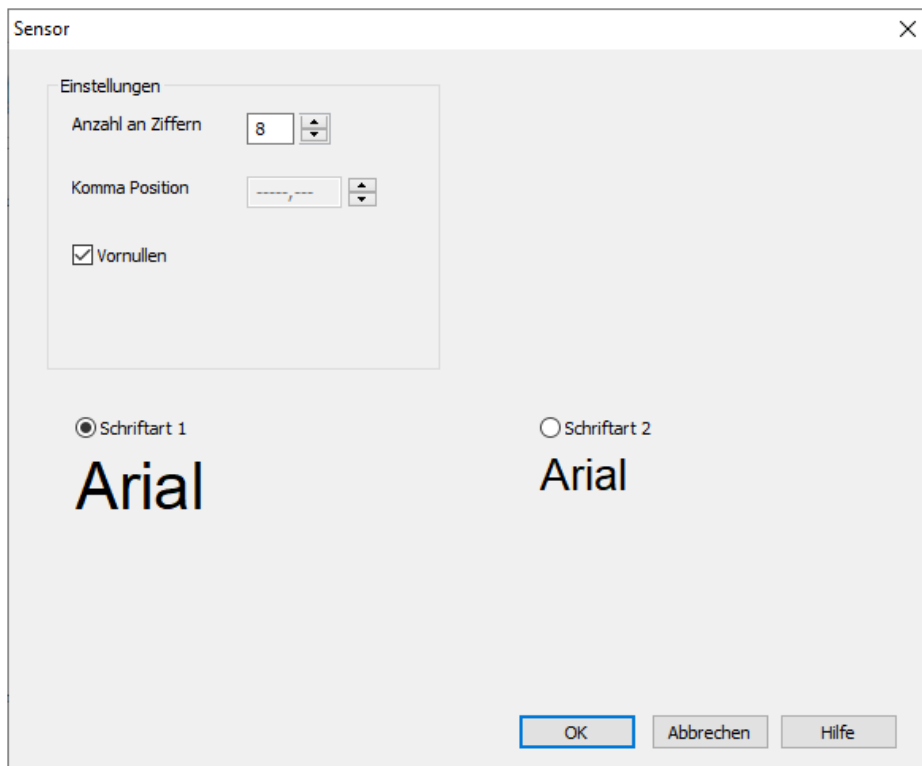 Sensor
Einstellungen
Anzahl an Ziffern 8
Komma Position -----,---
Vornullen
Schriftart 1 Schriftart 2
Arial Arial
OK Abbrechen Hilfe